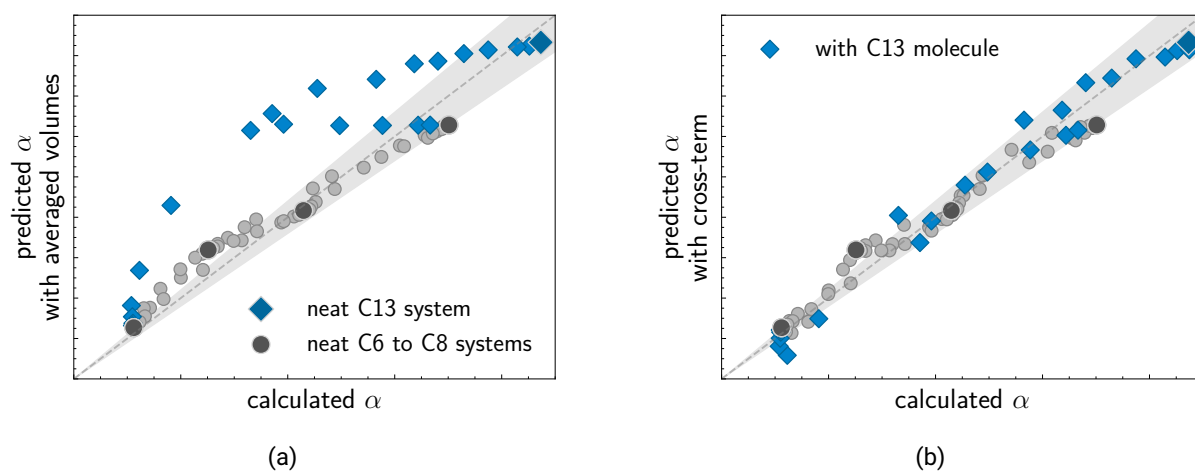 predicted α
with averaged volumes
neat C13 system
neat C6 to C8 systems
calculated α
(a)
predicted α
with cross-term
with C13 molecule
calculated α
(b)